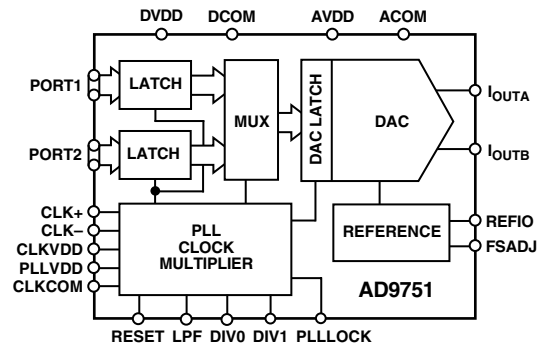 DVDD DCOM AVDD ACOM
PORT1
LATCH
PORT2
LATCH
MUX
DAC LATCH
DAC
IOUTA
IOUTB
CLK+
CLK–
CLKVDD
PLLVDD
CLKCOM
PLL
CLOCK
MULTIPLIER
REFERENCE
REFIO
FSADJ
AD9751
RESET LPF DIV0 DIV1 PLLLOCK